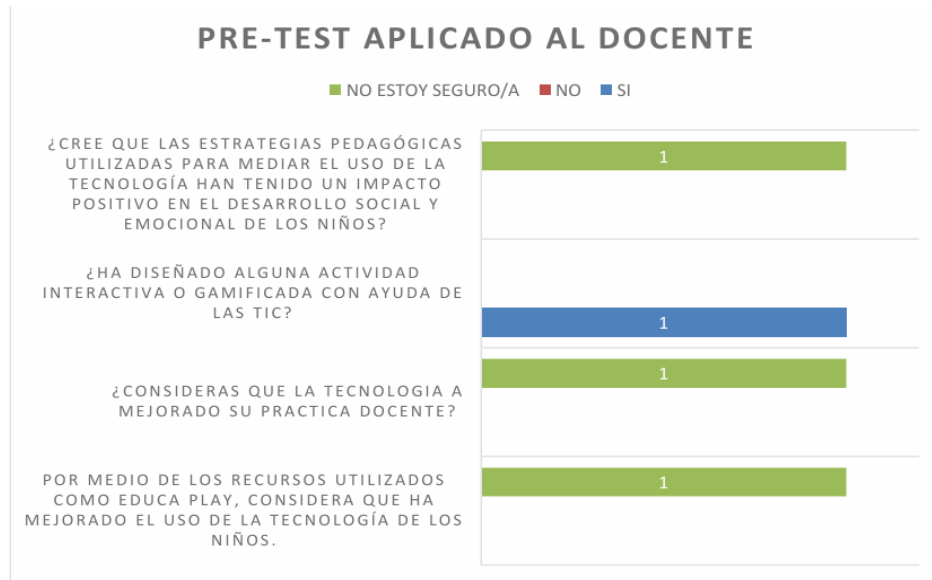 PRE-TEST APLICADO AL DOCENTE
NO ESTOY SEGURO/A NO SI
¿CREE QUE LAS ESTRATEGIAS PEDAGÓGICAS
UTILIZADAS PARA MEDIAR EL USO DE LA
TECNOLOGÍA HAN TENIDO UN IMPACTO
POSITIVO EN EL DESARROLLO SOCIAL Y
EMOCIONAL DE LOS NIÑOS?
1
¿HA DISEÑADO ALGUNA ACTIVIDAD
INTERACTIVA O GAMIFICADA CON AYUDA DE
LAS TIC?
1
¿CONSIDERAS QUE LA TECNOLOGIA A
MEJORADO SU PRACTICA DOCENTE?
1
POR MEDIO DE LOS RECURSOS UTILIZADOS
COMO EDUCA PLAY, CONSIDERA QUE HA
MEJORADO EL USO DE LA TECNOLOGÍA DE LOS
NIÑOS.
1